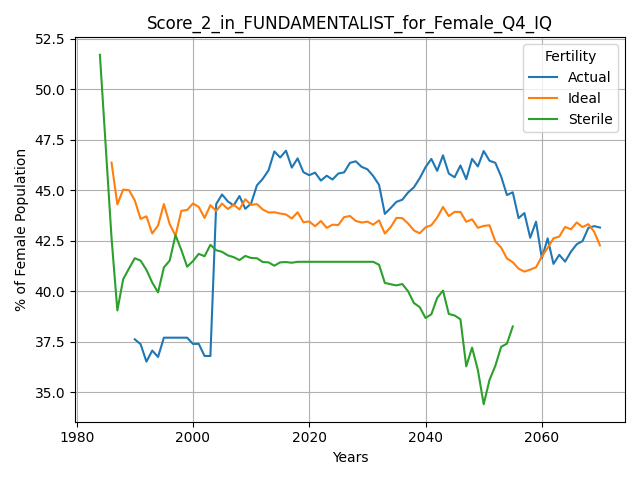 Score_2_in_FUNDAMENTALIST_for_Female_Q4_IQ
% of Female Population
52.5
50.0
47.5
45.0
42.5
40.0
37.5
35.0
Fertility
Actual
Ideal
Sterile
1980
2000
2020
2040
2060
Years